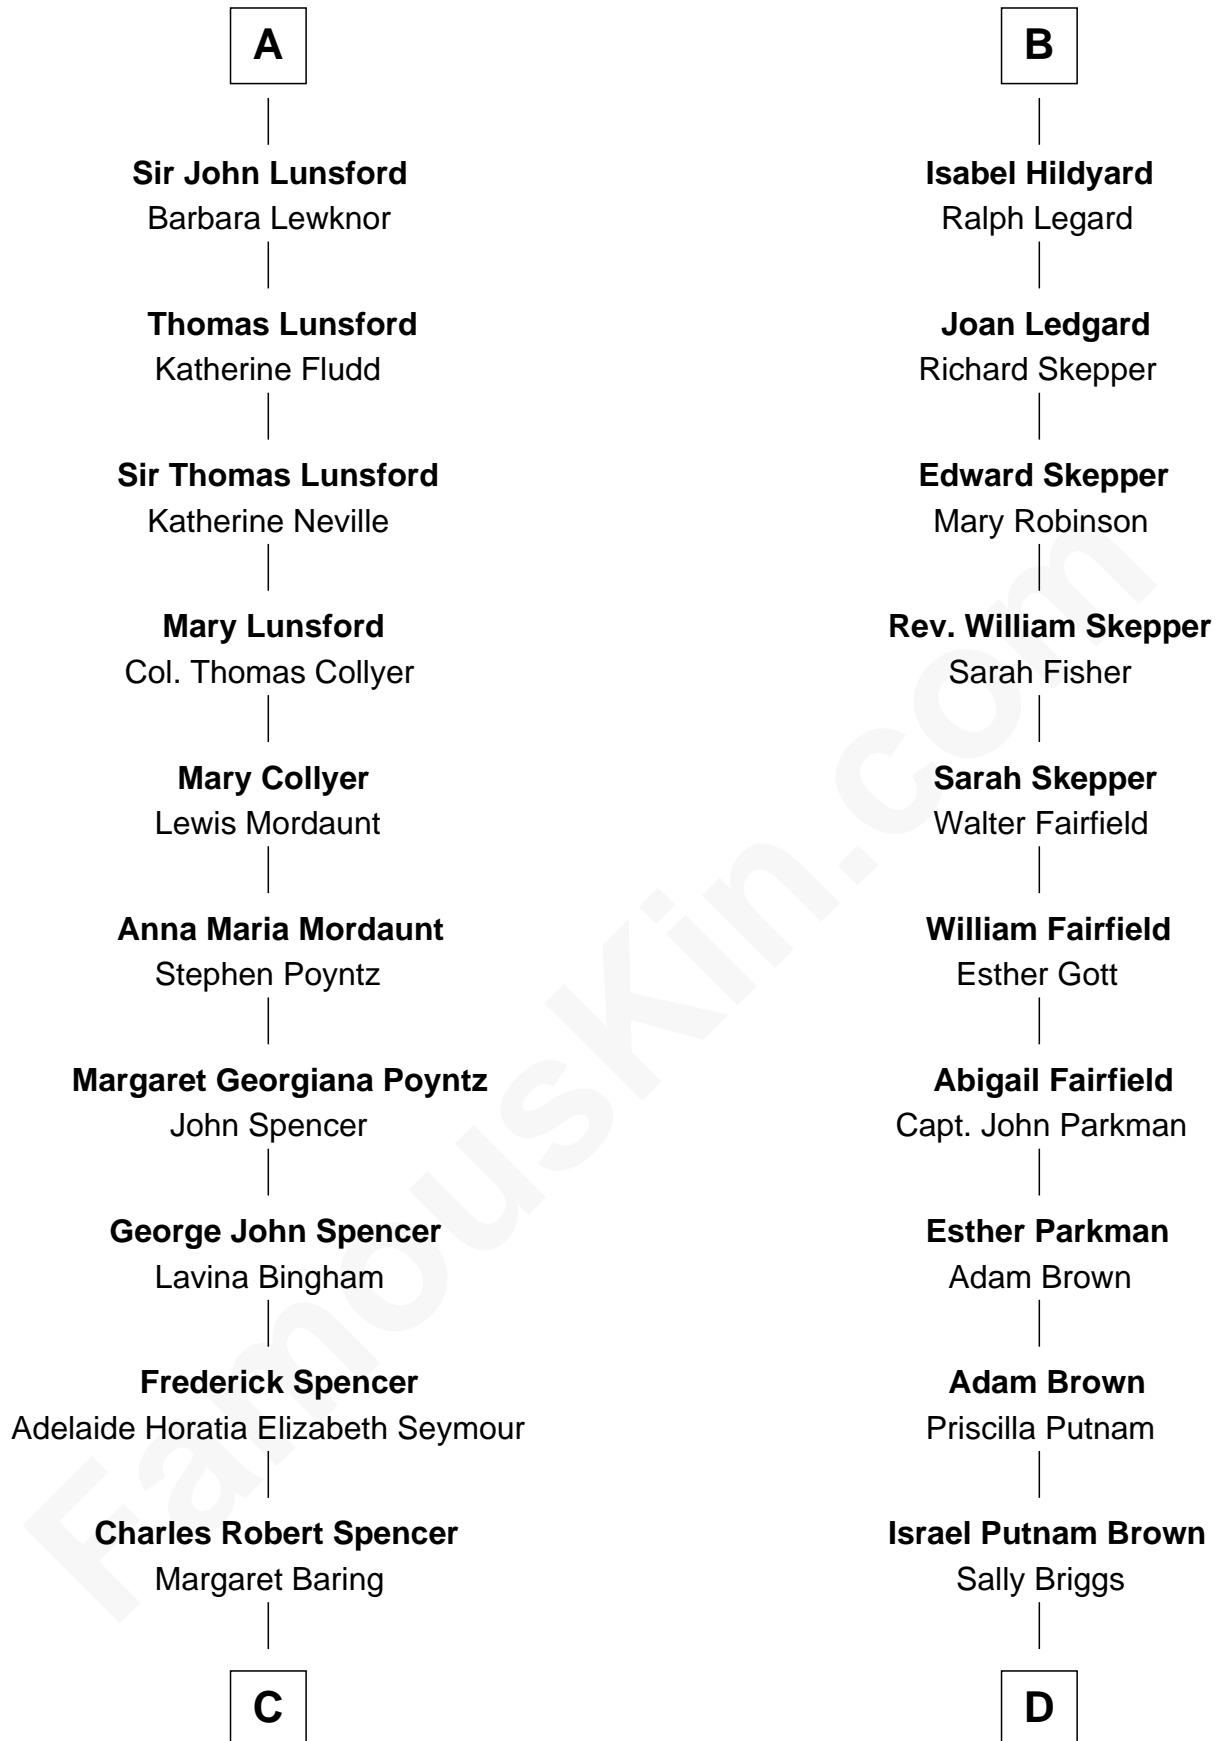 A
Sir John Lunsford
Barbara Lewknor
Thomas Lunsford
Katherine Fludd
Sir Thomas Lunsford
Katherine Neville
Mary Lunsford
Col. Thomas Collyer
Mary Collyer
Lewis Mordaunt
Anna Maria Mordaunt
Stephen Poyntz
Margaret Georgiana Poyntz
John Spencer
George John Spencer
Lavina Bingham
Frederick Spencer
Adelaide Horatia Elizabeth Seymour
Charles Robert Spencer
Margaret Baring
C
B
Isabel Hildyard
Ralph Legard
Joan Ledgard
Richard Skepper
Edward Skepper
Mary Robinson
Rev. William Skepper
Sarah Fisher
Sarah Skepper
Walter Fairfield
William Fairfield
Esther Gott
Abigail Fairfield
Capt. John Parkman
Esther Parkman
Adam Brown
Adam Brown
Priscilla Putnam
Israel Putnam Brown
Sally Briggs
D
FamousKin.com